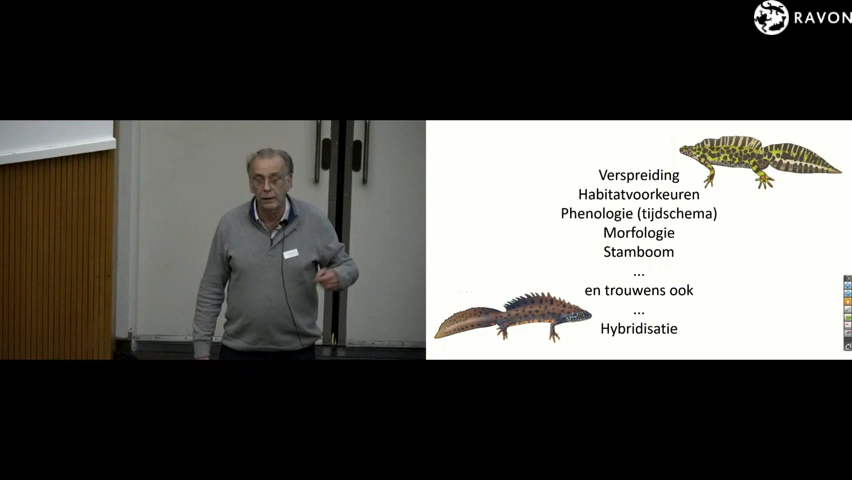 RAVON
Verspreiding
Habitatvoorkeuren
Phenologie (tijdschema)
Morfologie
Stamboom
...
en trouwens ook
...
Hybridisatie